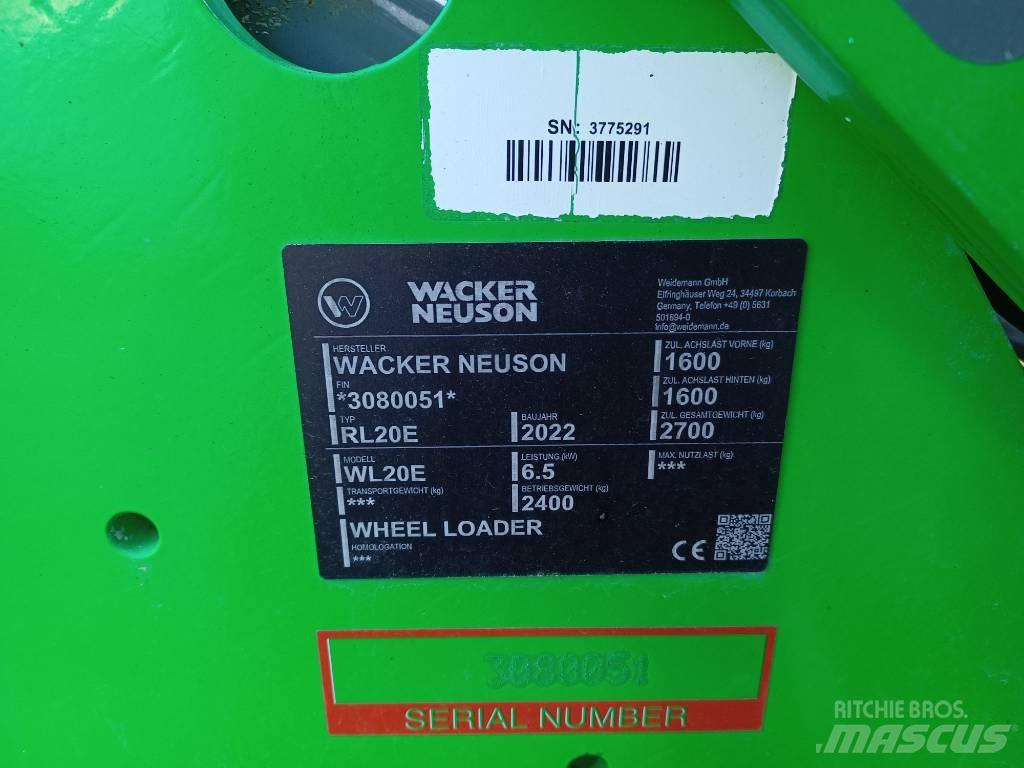 SN: 3775291
W
WACKER
NEUSON
Weidemann GmbH
Elfringhäuser Weg 24, 34497 Korbach
Germany, Telefon +49 (0) 5631
501694-0
info@weidemann.de
HERSTELLER
WACKER NEUSON
FIN
*3080051*
TYP
RL20E
BAUJAHR
2022
ZUL. ACHSLAST VORNE (kg)
1600
ZUL. ACHSLAST HINTEN (kg)
1600
ZUL. GESAMTGEWICHT (kg)
2700
MODELL
WL20E
LEISTUNG (kW)
6.5
MAX. NUTZLAST (kg)
***
TRANSPORTGEWICHT (kg)
***
BETRIEBSGEWICHT (kg)
2400
WHEEL LOADER
HOMOLOGATION
***
CE
3080051
SERIAL NUMBER
RITCHIE BROS.
MASCUS